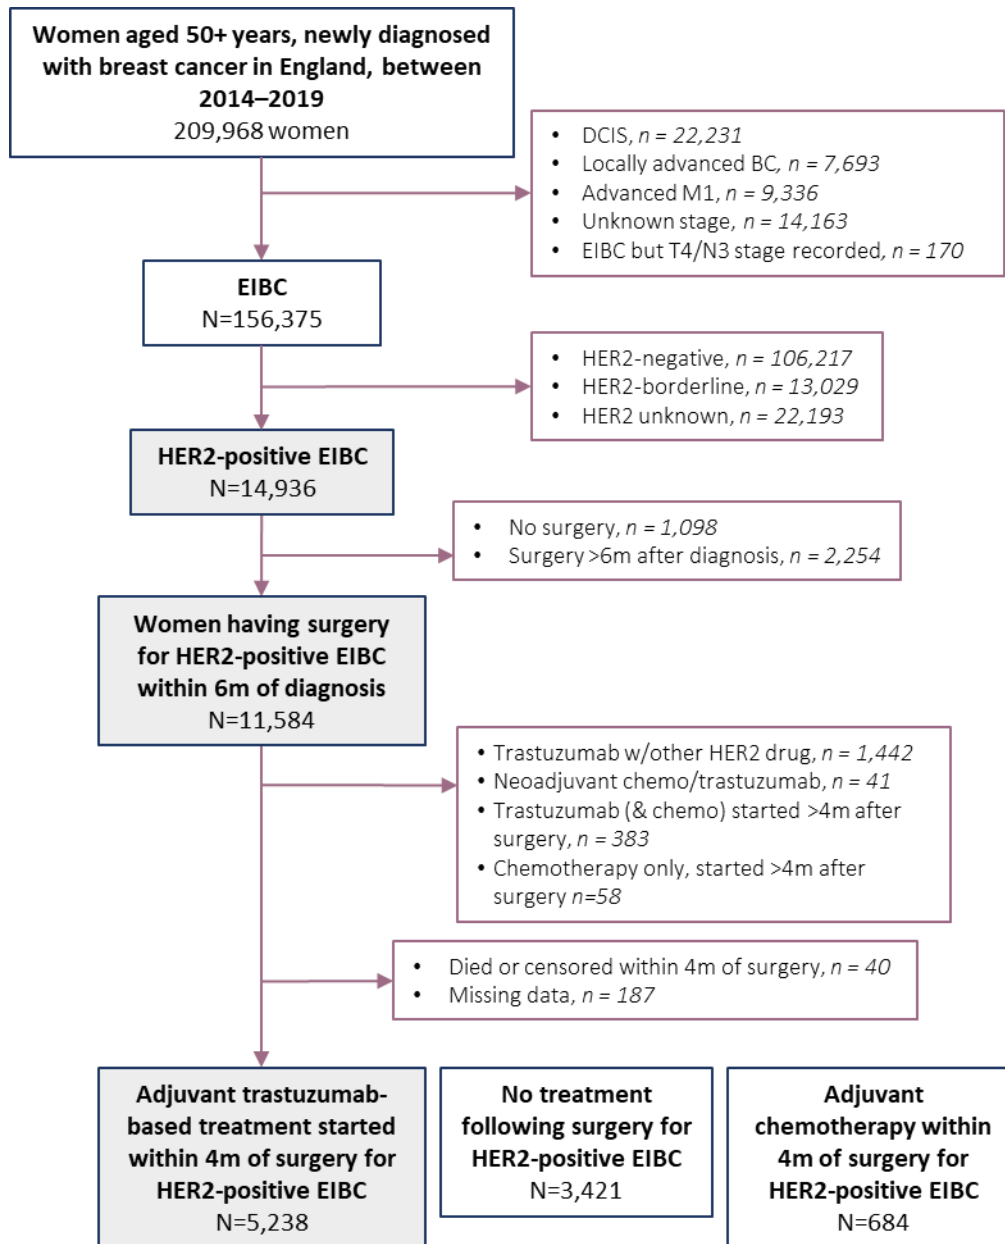 Women aged 50+ years, newly diagnosed
with breast cancer in England, between
2014–2019
209,968 women
• DCIS, n = 22,231
• Locally advanced BC, n = 7,693
• Advanced M1, n = 9,336
• Unknown stage, n = 14,163
• EIBC but T4/N3 stage recorded, n = 170
EIBC
N=156,375
• HER2-negative, n = 106,217
• HER2-borderline, n = 13,029
• HER2 unknown, n = 22,193
HER2-positive EIBC
N=14,936
• No surgery, n = 1,098
• Surgery >6m after diagnosis, n = 2,254
Women having surgery
for HER2-positive EIBC
within 6m of diagnosis
N=11,584
• Trastuzumab w/other HER2 drug, n = 1,442
• Neoadjuvant chemo/trastuzumab, n = 41
• Trastuzumab (& chemo) started >4m after
surgery, n = 383
• Chemotherapy only, started >4m after
surgery n=58
• Died or censored within 4m of surgery, n = 40
• Missing data, n = 187
Adjuvant trastuzumab-
based treatment started
within 4m of surgery for
HER2-positive EIBC
N=5,238
No treatment
following surgery for
HER2-positive EIBC
N=3,421
Adjuvant
chemotherapy within
4m of surgery for
HER2-positive EIBC
N=684